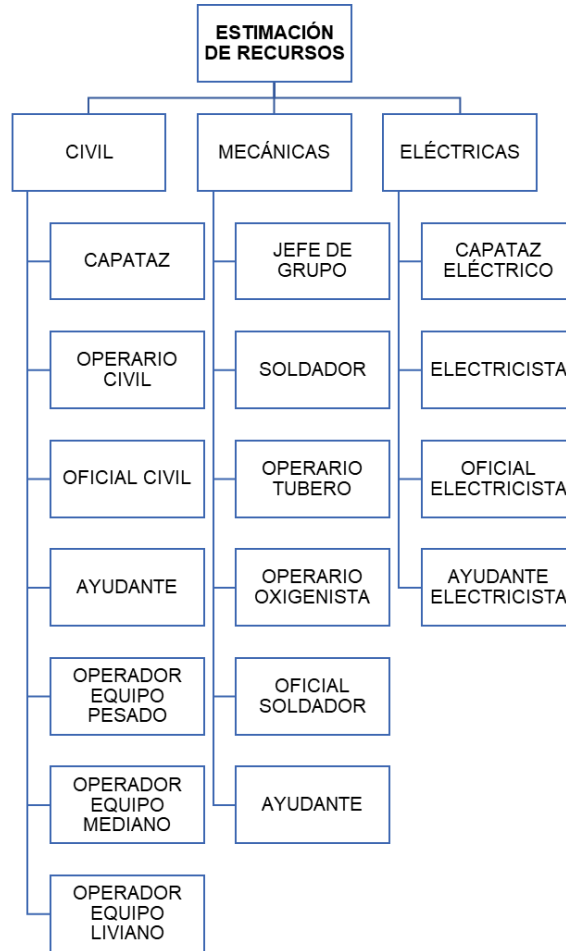 ESTIMACIÓN
DE RECURSOS
CIVIL
CAPATAZ
OPERARIO
CIVIL
OFICIAL CIVIL
AYUDANTE
OPERADOR
EQUIPO
PESADO
OPERADOR
EQUIPO
MEDIANO
OPERADOR
EQUIPO
LIVIANO
MECÁNICAS
JEFE DE
GRUPO
SOLDADOR
OPERARIO
TUBERO
OPERARIO
OXIGENISTA
OFICIAL
SOLDADOR
AYUDANTE
ELÉCTRICAS
CAPATAZ
ELÉCTRICO
ELECTRICISTA
OFICIAL
ELECTRICISTA
AYUDANTE
ELECTRICISTA